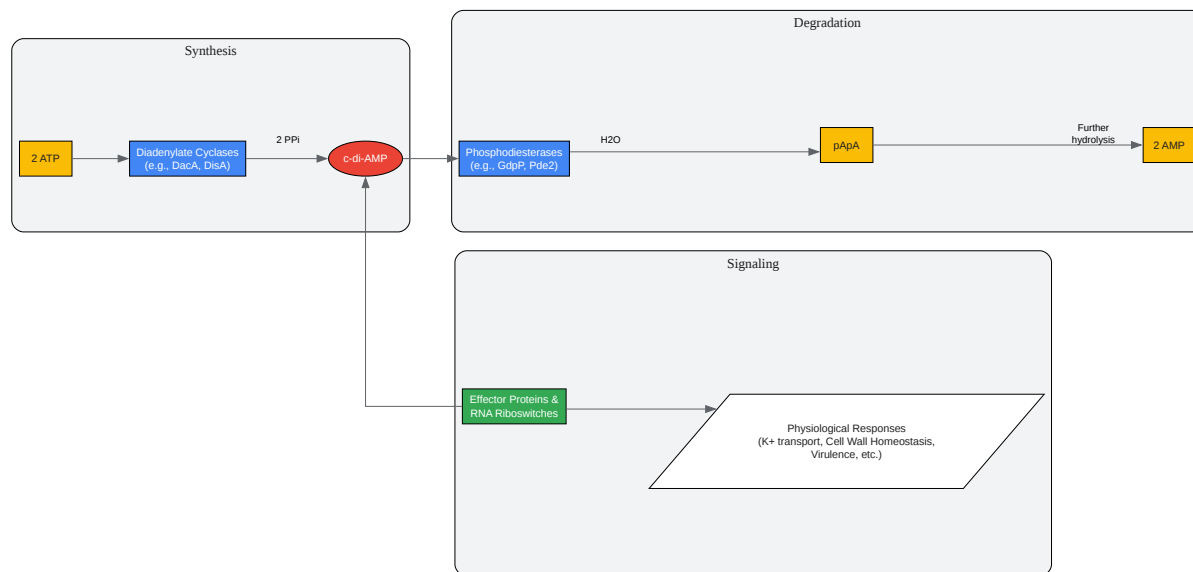 Synthesis
2 ATP
Diadenylate Cyclases
(e.g., DacA, DisA)
2 PPi
c-di-AMP
Degradation
Phosphodiesterases
(e.g., GdpP, Pde2)
H2O
pApA
Further
hydrolysis
2 AMP
Signaling
Effector Proteins &
RNA Riboswitches
Physiological Responses
(K+ transport, Cell Wall Homeostasis,
Virulence, etc.)